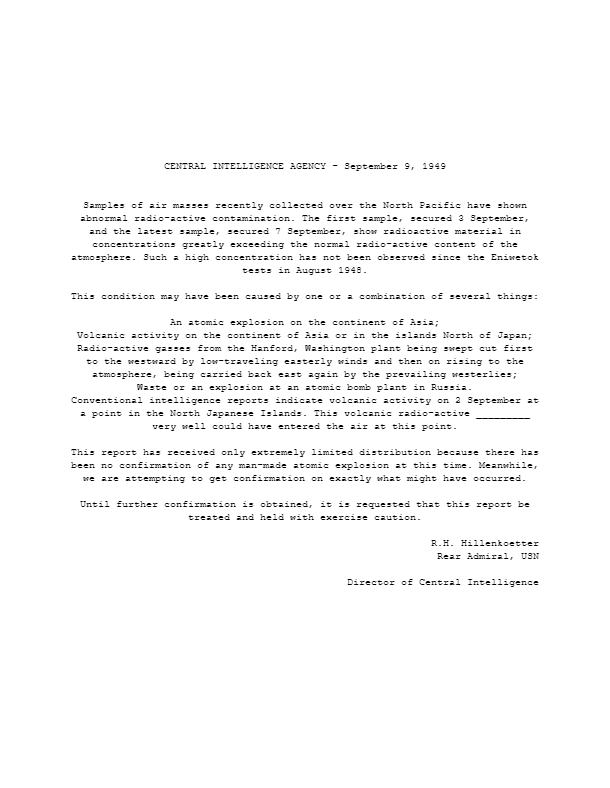 CENTRAL INTELLIGENCE AGENCY - September 9, 1949
Samples of air masses recently collected over the North Pacific have shown
abnormal radio-active contamination. The first sample, secured 3 September,
and the latest sample, secured 7 September, show radioactive material in
concentrations greatly exceeding the normal radio-active content of the
atmosphere. Such a high concentration has not been observed since the Eniwetok
tests in August 1948.
This condition may have been caused by one or a combination of several things:
An atomic explosion on the continent of Asia;
Volcanic activity on the continent of Asia or in the islands North of Japan;
Radio-active gasses from the Hanford, Washington plant being swept cut first
to the westward by low-traveling easterly winds and then on rising to the
atmosphere, being carried back east again by the prevailing westerlies;
Waste or an explosion at an atomic bomb plant in Russia.
Conventional intelligence reports indicate volcanic activity on 2 September at
a point in the North Japanese Islands. This volcanic radio-active _________
very well could have entered the air at this point.
This report has received only extremely limited distribution because there has
been no confirmation of any man-made atomic explosion at this time. Meanwhile,
we are attempting to get confirmation on exactly what might have occurred.
Until further confirmation is obtained, it is requested that this report be
treated and held with exercise caution.
R.H. Hillenkoetter
Rear Admiral, USN
Director of Central Intelligence